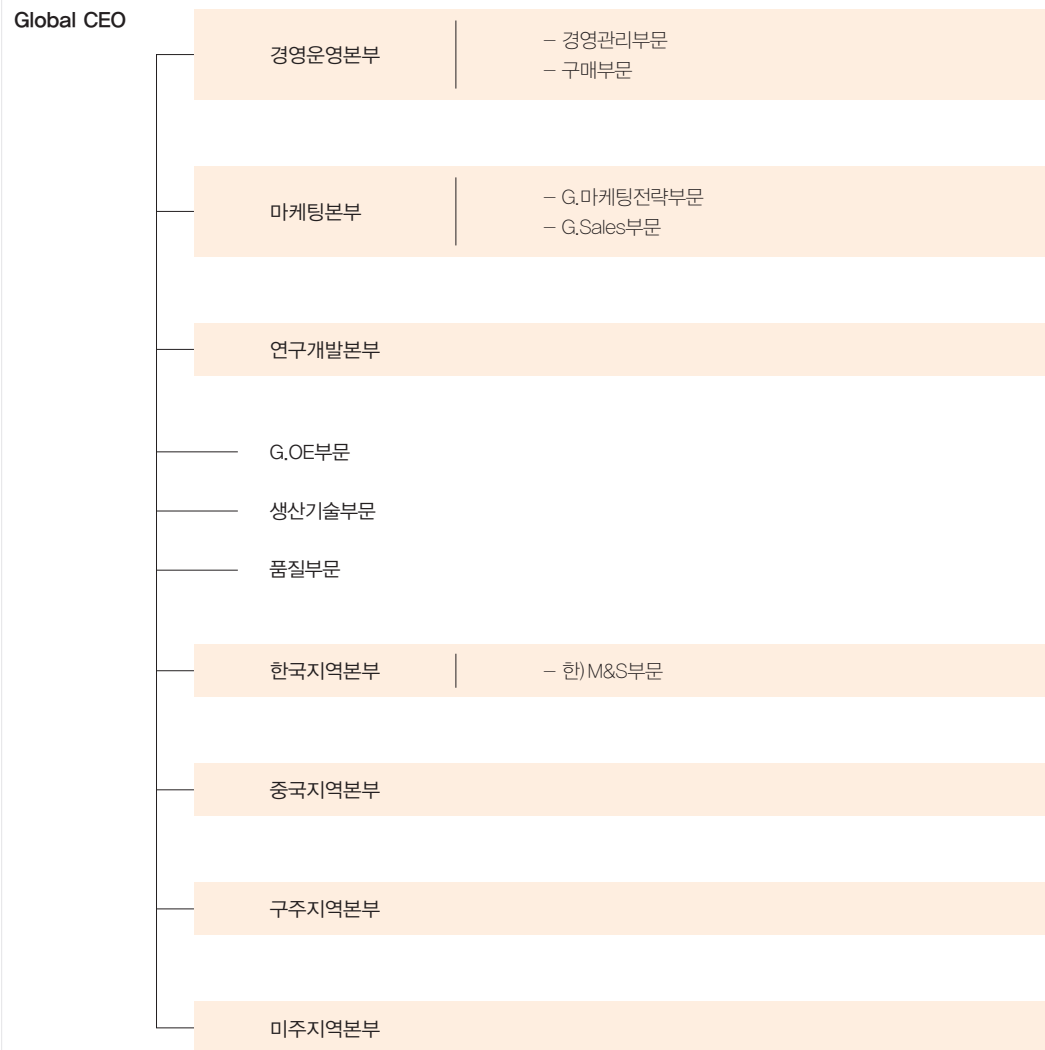 Global CEO
경영운영본부
– 경영관리부문
– 구매부문
마케팅본부
– G.마케팅전략부문
– G.Sales부문
연구개발본부
G.OE부문
생산기술부문
품질부문
한국지역본부
– 한) M&S부문
중국지역본부
구주지역본부
미주지역본부